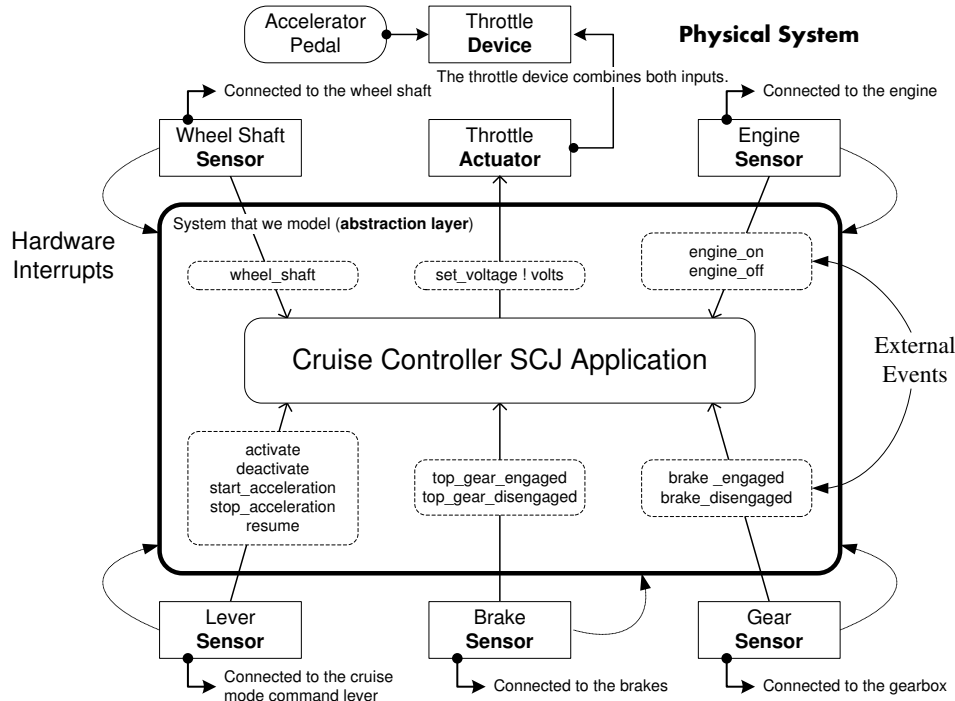 Accelerator
Pedal
Throttle
Device
Physical System
The throttle device combines both inputs.
Connected to the wheel shaft
Connected to the engine
Wheel Shaft
Sensor
Throttle
Actuator
Engine
Sensor
Hardware
Interrupts
System that we model (abstraction layer)
wheel_shaft
set_voltage ! volts
engine_on
engine_off
Cruise Controller SCJ Application
External
Events
activate
deactivate
start_acceleration
stop_acceleration
resume
top_gear_engaged
top_gear_disengaged
brake _engaged
brake_disengaged
Lever
Sensor
Brake
Sensor
Gear
Sensor
Connected to the cruise
mode command lever
Connected to the brakes
Connected to the gearbox